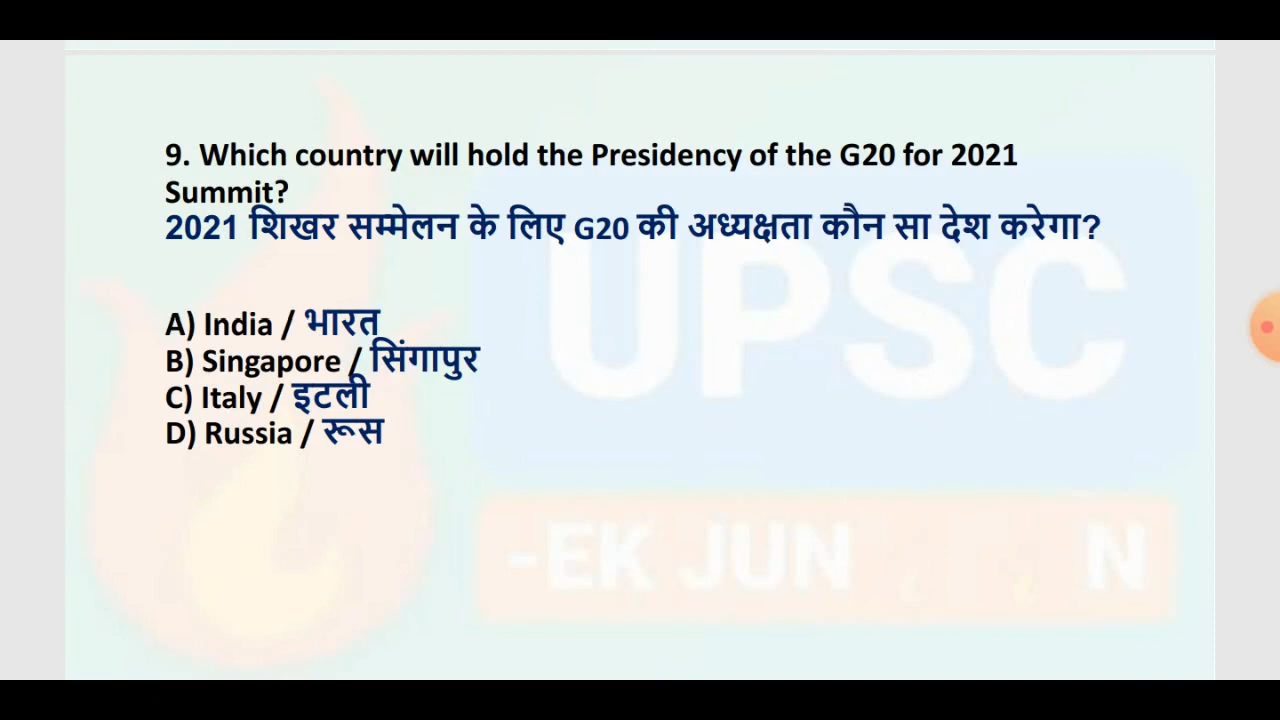 9. Which country will hold the Presidency of the G20 for 2021
Summit?
2021 शिखर सम्मेलन के लिए G20 की अध्यक्षता कौन सा देश करेगा?
A) India / भारत
B) Singapore / सिंगापुर
C) Italy / इटली
D) Russia / रूस
UPSC
-EK JUN N